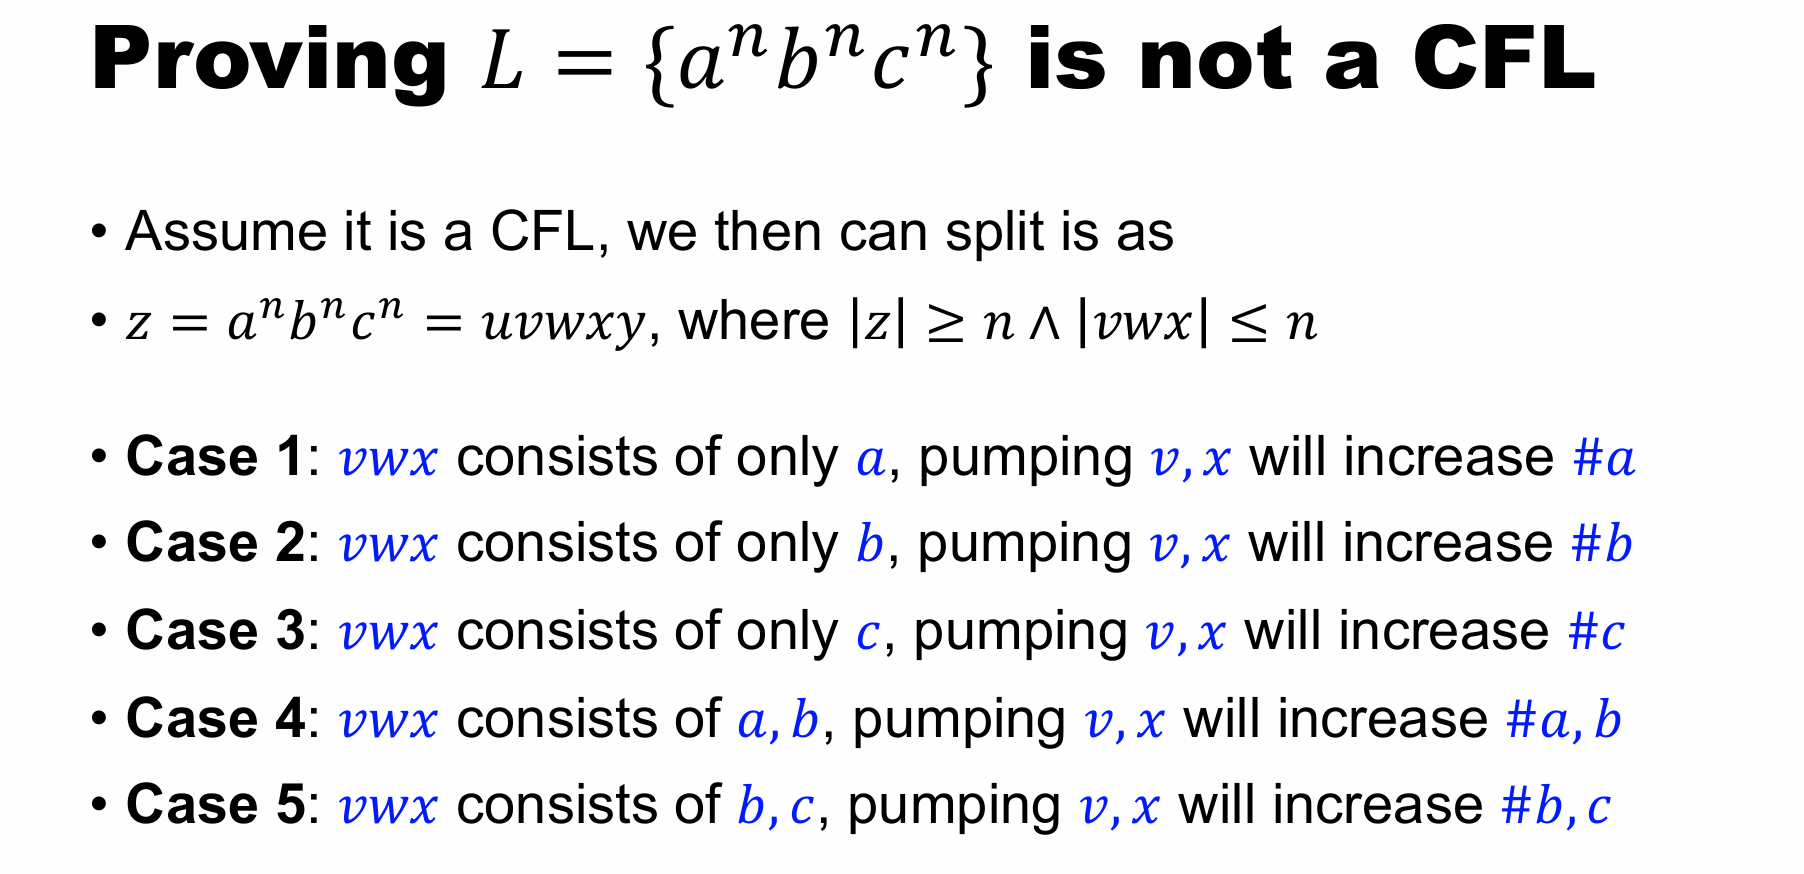 Proving L = {aⁿbⁿcⁿ} is not a CFL
• Assume it is a CFL, we then can split is as
• z = aⁿbⁿcⁿ = uvwxy, where |z| ≥ n ∧ |vwx| ≤ n
• Case 1: vwx consists of only a, pumping v, x will increase #a
• Case 2: vwx consists of only b, pumping v, x will increase #b
• Case 3: vwx consists of only c, pumping v, x will increase #c
• Case 4: vwx consists of a, b, pumping v, x will increase #a, b
• Case 5: vwx consists of b, c, pumping v, x will increase #b, c